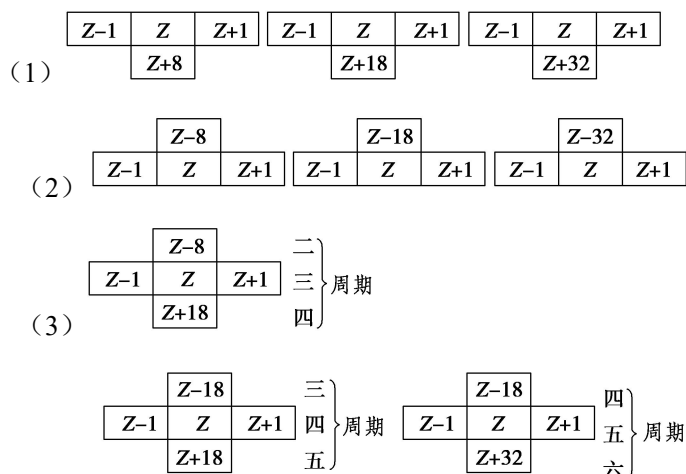 Z−1 Z Z+1 Z−1 Z Z+1 Z−1 Z Z+1
（1） Z+8 Z+18 Z+32
Z−8 Z−18 Z−32
（2） Z−1 Z Z+1 Z−1 Z Z+1 Z−1 Z Z+1
Z−8 二
Z−1 Z Z+1 三 周期
（3） Z+18 四
Z−18 三 Z−18 四
Z−1 Z Z+1 四 周期 Z−1 Z Z+1 五 周期
Z+18 五 Z+32 六